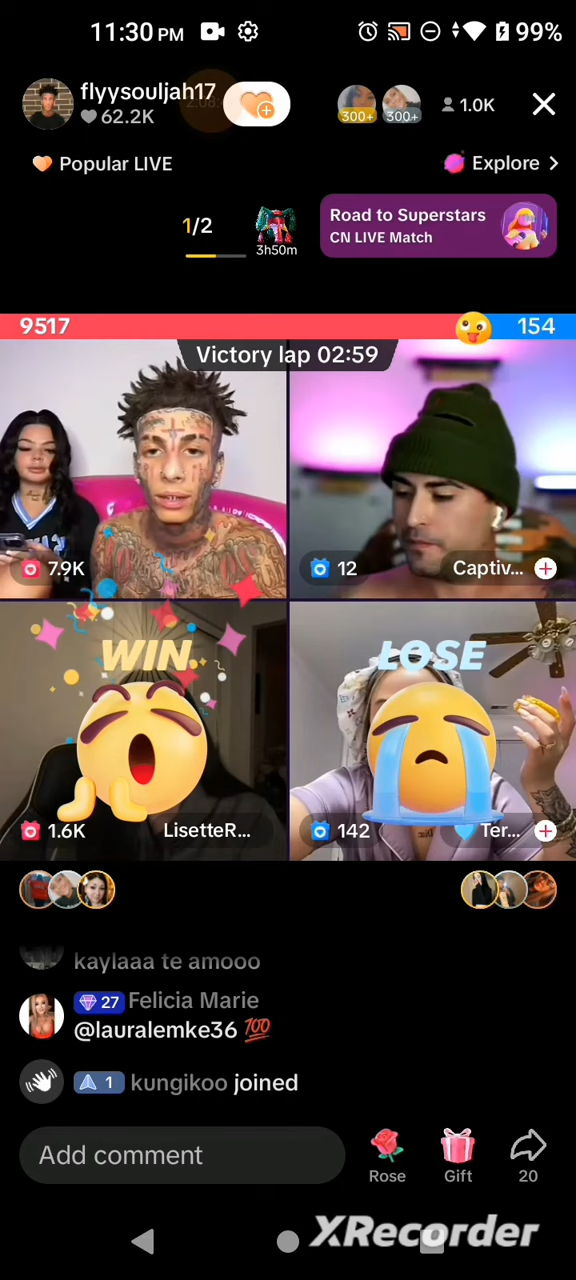 11:30 PM
99%
flyysouljah17
62.2K
300+
300+
1.0K
Popular LIVE
Explore >
1/2
3h50m
Road to Superstars
CN LIVE Match
9517
154
Victory lap 02:59
7.9K
12
Captiv...
WIN
LOSE
1.6K
LisetteR...
142
Ter...
kaylaaa te amooo
27 Felicia Marie
@lauralemke36 💯
1 kungikoo joined
Add comment
Rose
Gift
20
XRecorder